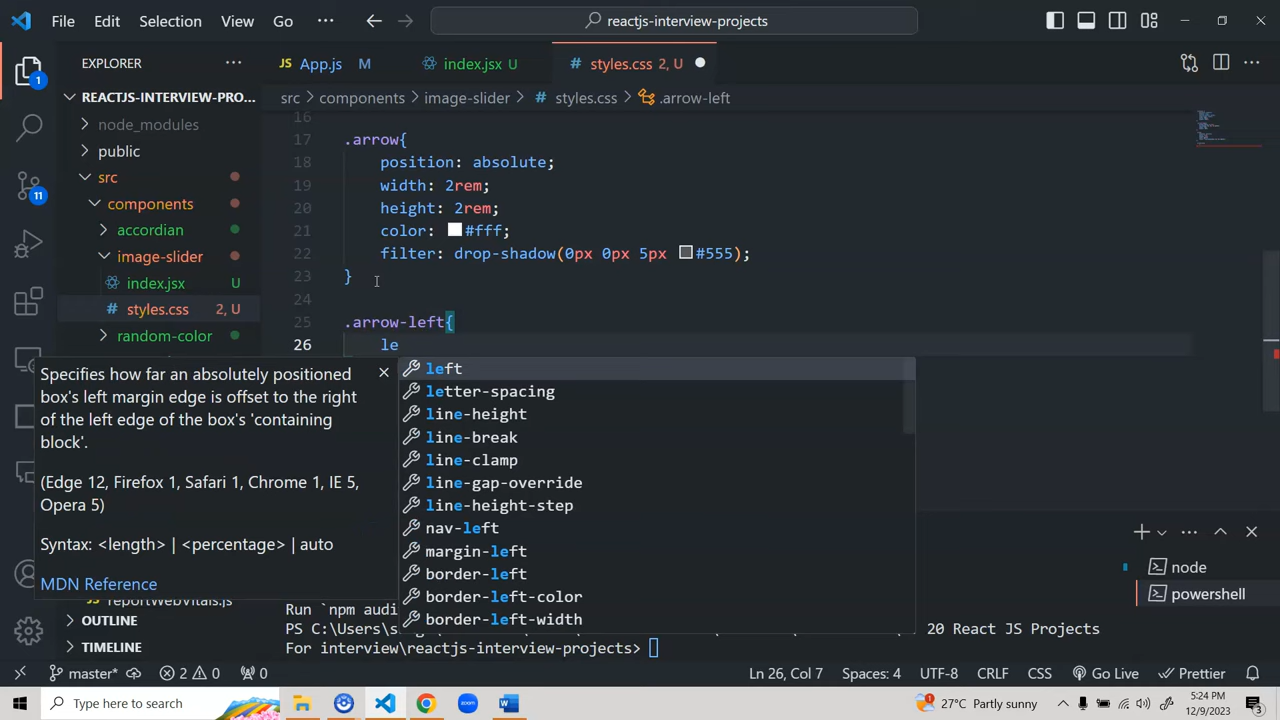 File Edit Selection View Go ··· reactjs-interview-projects
EXPLORER ···
JS App.js M index.jsx U # styles.css 2, U
REACTJS-INTERVIEW-PRO...
src > components > image-slider > # styles.css > .arrow-left
node_modules
public
src
components
accordian
image-slider
index.jsx U
# styles.css 2, U
random-color
1
11
16
17 .arrow{
18 position: absolute;
19 width: 2rem;
20 height: 2rem;
21 color: #fff;
22 filter: drop-shadow(0px 0px 5px #555);
23 }
24
25 .arrow-left{
26 le
Specifies how far an absolutely positioned
box's left margin edge is offset to the right
of the left edge of the box's 'containing
block'.
(Edge 12, Firefox 1, Safari 1, Chrome 1, IE 5,
Opera 5)
Syntax: <length> | <percentage> | auto
MDN Reference
left
letter-spacing
line-height
line-break
line-clamp
line-gap-override
line-height-step
nav-left
margin-left
border-left
border-left-color
border-left-width
reportWebVitals.js
OUTLINE
TIMELINE
Run `npm audi
PS C:\Users\s
20 React JS Projects
For interview\reactjs-interview-projects>
node
powershell
master* 2 0 0 Ln 26, Col 7 Spaces: 4 UTF-8 CRLF CSS Go Live Prettier
Type here to search
27°C Partly sunny
5:24 PM
12/9/2023
3